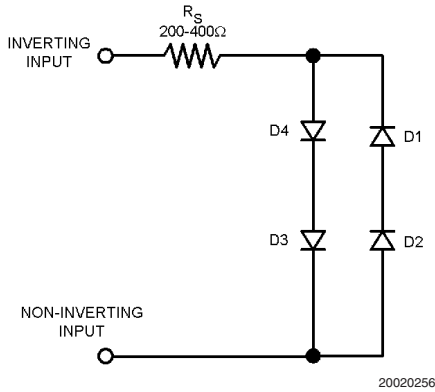 R_S
200-400Ω
INVERTING
INPUT
D4
D1
D3
D2
NON-INVERTING
INPUT
20020256